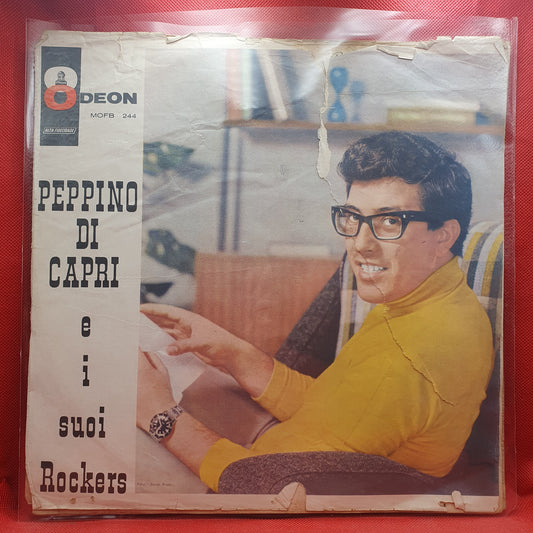 ODEON
MOFB 244
PEPPINO
DI
CAPRI
e
i
suoi
Rockers